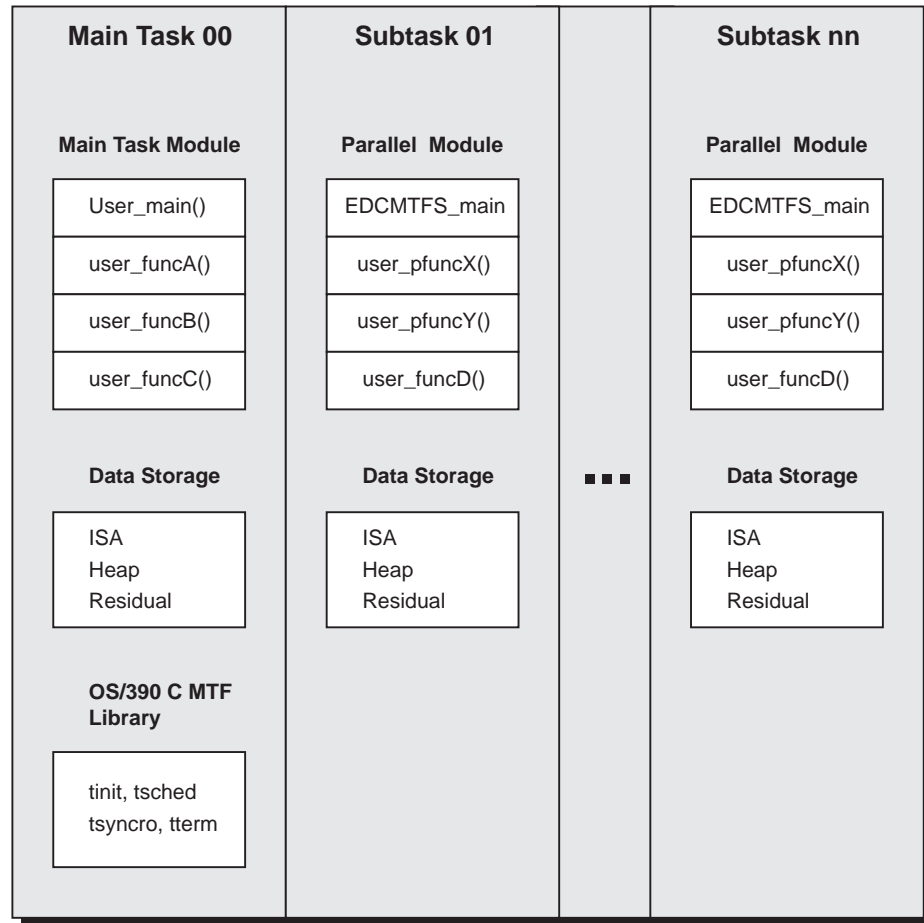 Main Task 00
Main Task Module
User_main()
user_funcA()
user_funcB()
user_funcC()
Data Storage
ISA
Heap
Residual
OS/390 C MTF
Library
tinit, tsched
tsyncro, tterm
Subtask 01
Parallel Module
EDCMTFS_main
user_pfuncX()
user_pfuncY()
user_funcD()
Data Storage
ISA
Heap
Residual
Subtask nn
Parallel Module
EDCMTFS_main
user_pfuncX()
user_pfuncY()
user_funcD()
Data Storage
ISA
Heap
Residual